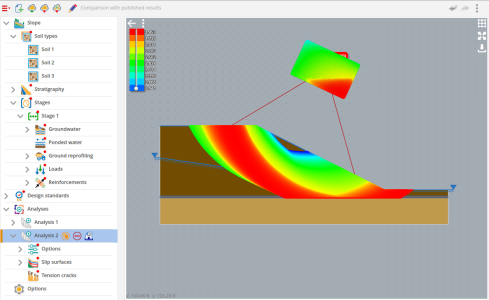 Comparison with published results
Slope
Soil types
Soil 1
Soil 2
Soil 3
Stratigraphy
Stages
Stage 1
Groundwater
Ponded water
Ground reprofiling
Loads
Reinforcements
Design standards
Analyses
Analysis 1
Analysis 2
Options
Slip surfaces
Tension cracks
Options